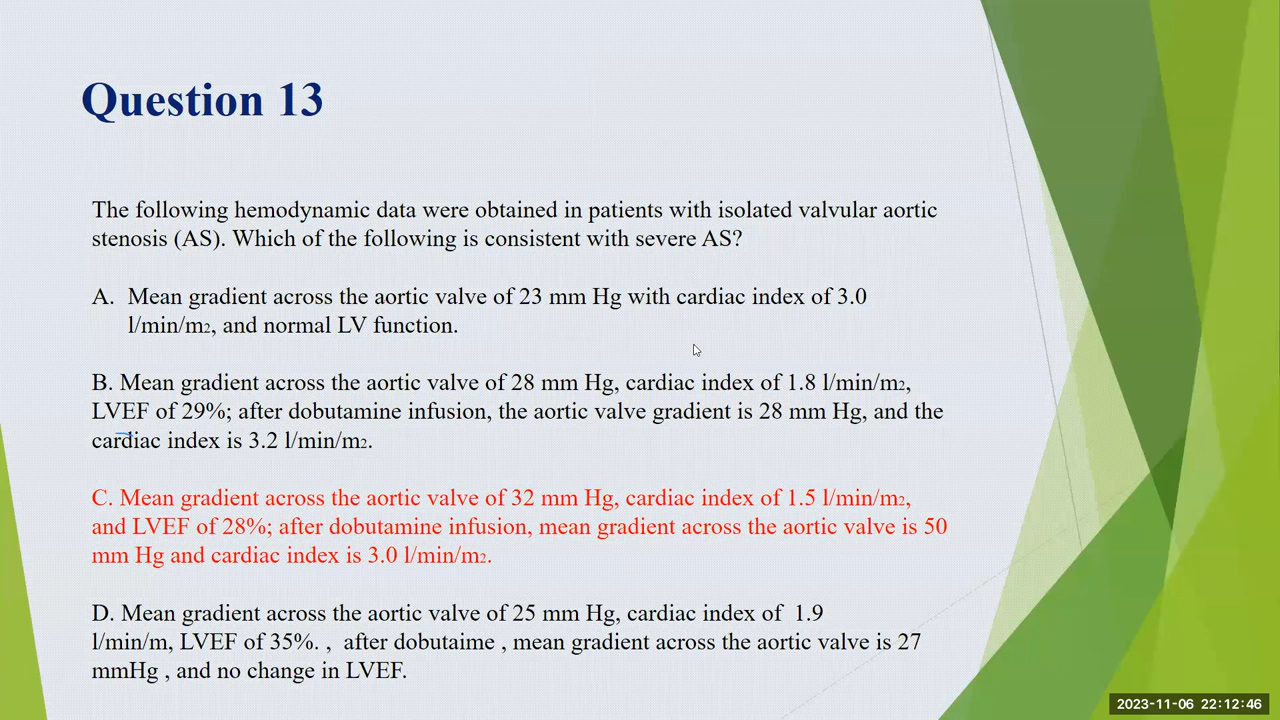 Question 13
The following hemodynamic data were obtained in patients with isolated valvular aortic
stenosis (AS). Which of the following is consistent with severe AS?
A. Mean gradient across the aortic valve of 23 mm Hg with cardiac index of 3.0
l/min/m2, and normal LV function.
B. Mean gradient across the aortic valve of 28 mm Hg, cardiac index of 1.8 l/min/m2,
LVEF of 29%; after dobutamine infusion, the aortic valve gradient is 28 mm Hg, and the
cardiac index is 3.2 l/min/m2.
C. Mean gradient across the aortic valve of 32 mm Hg, cardiac index of 1.5 l/min/m2,
and LVEF of 28%; after dobutamine infusion, mean gradient across the aortic valve is 50
mm Hg and cardiac index is 3.0 l/min/m2.
D. Mean gradient across the aortic valve of 25 mm Hg, cardiac index of 1.9
l/min/m, LVEF of 35%. , after dobutaime , mean gradient across the aortic valve is 27
mmHg , and no change in LVEF.
2023-11-06 22:12:46